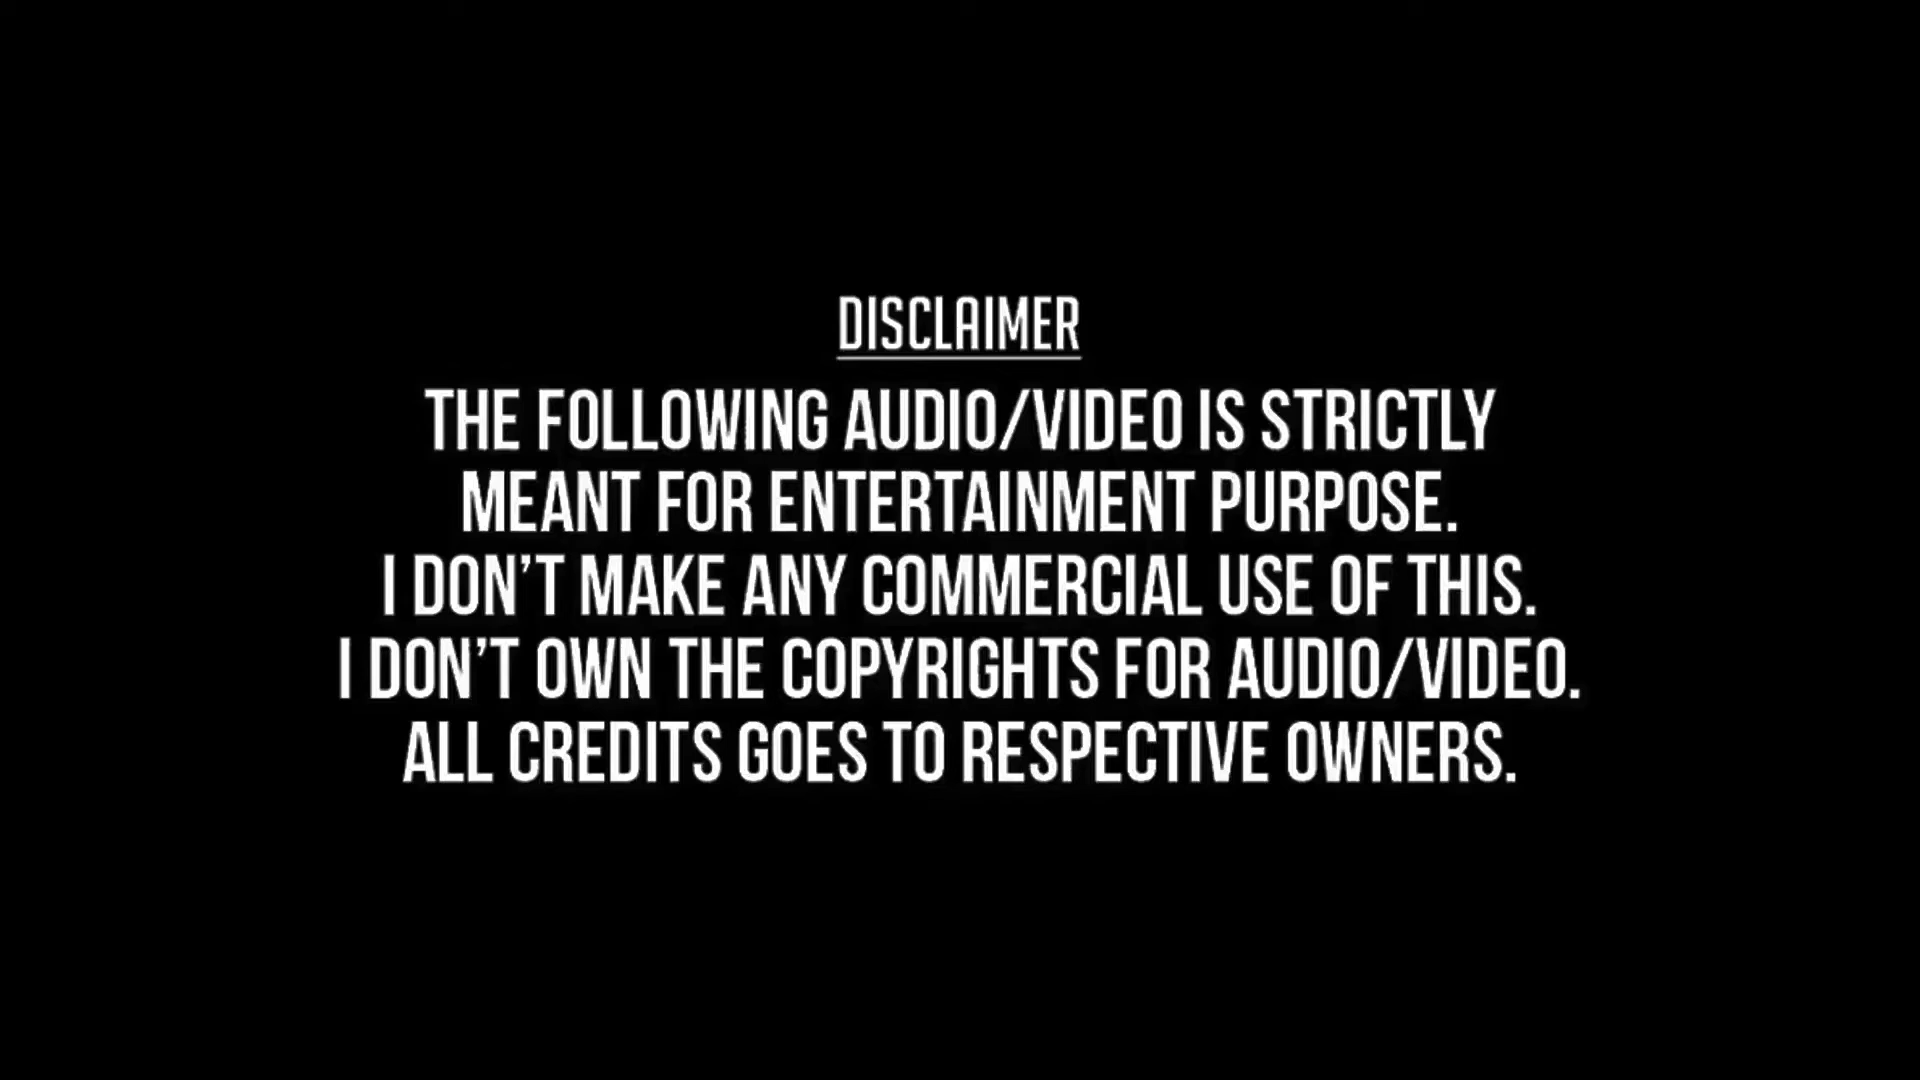 DISCLAIMER
THE FOLLOWING AUDIO/VIDEO IS STRICTLY
MEANT FOR ENTERTAINMENT PURPOSE.
I DON'T MAKE ANY COMMERCIAL USE OF THIS.
I DON'T OWN THE COPYRIGHTS FOR AUDIO/VIDEO.
ALL CREDITS GOES TO RESPECTIVE OWNERS.